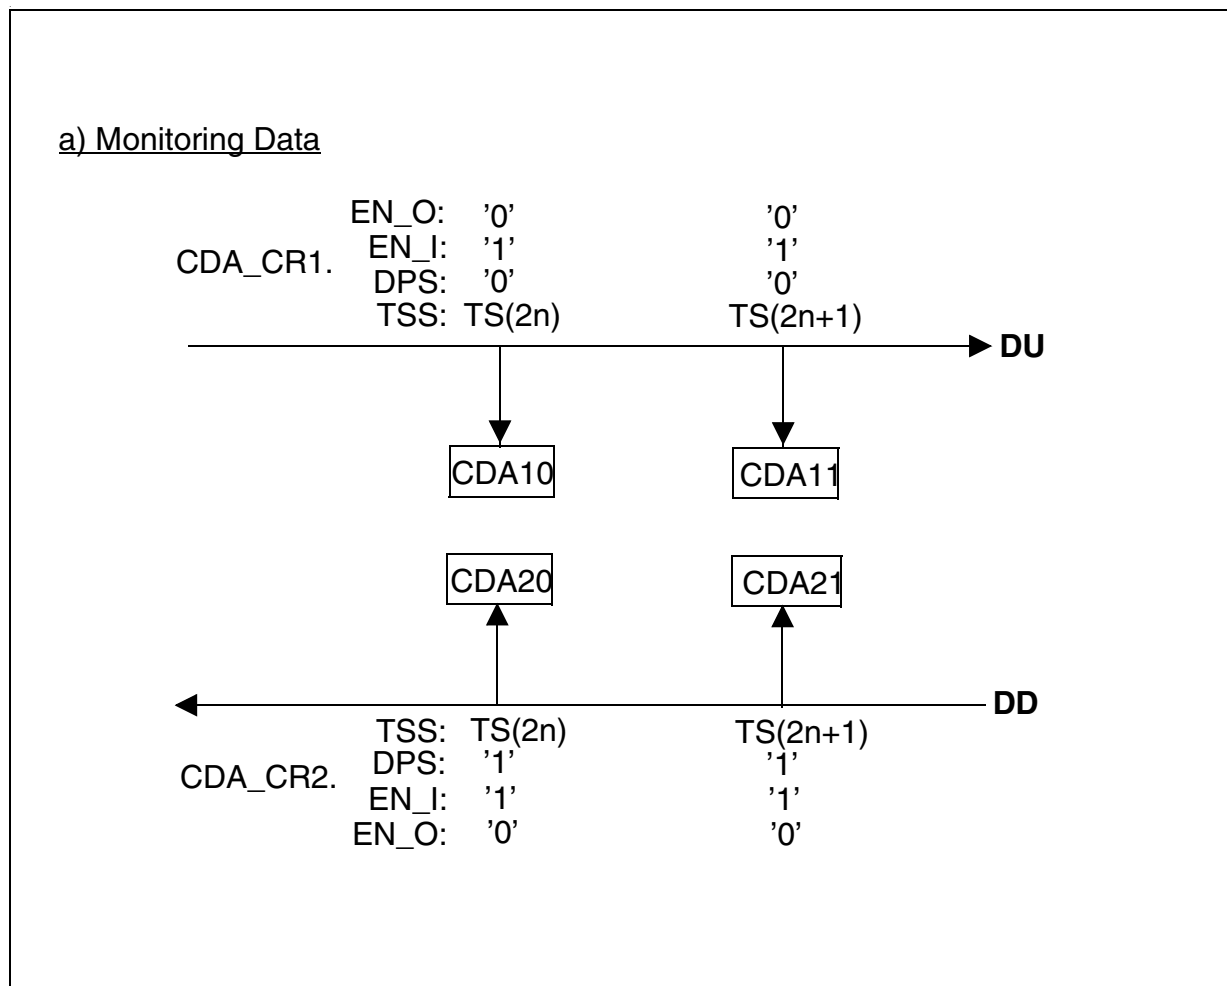 a) Monitoring Data
EN_O: '0' '0'
EN_I: '1' '1'
CDA_CR1.
DPS: '0' '0'
TSS: TS(2n) TS(2n+1)
DU
CDA10 CDA11
CDA20 CDA21
DD
TSS: TS(2n) TS(2n+1)
DPS: '1' '1'
CDA_CR2.
EN_I: '1' '1'
EN_O: '0' '0'